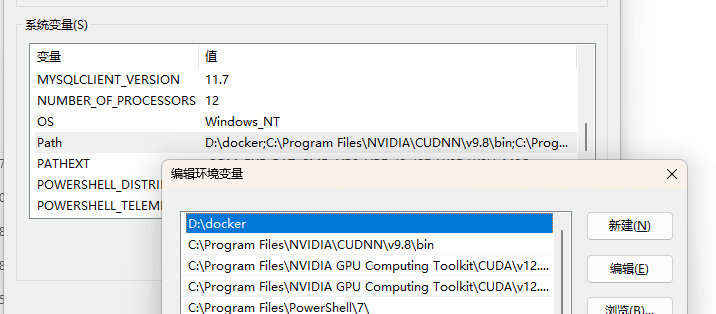 系统变量(S)
变量 值
MYSQLCLIENT_VERSION 11.7
NUMBER_OF_PROCESSORS 12
OS Windows_NT
Path D:\docker;C:\Program Files\NVIDIA\CUDNN\v9.8\bin;C:\Prog...
PATHEXT
POWERSHELL_DISTRI
POWERSHELL_TELEM
编辑环境变量
D:\docker
新建(N)
C:\Program Files\NVIDIA\CUDNN\v9.8\bin
C:\Program Files\NVIDIA GPU Computing Toolkit\CUDA\v12....
编辑(E)
C:\Program Files\NVIDIA GPU Computing Toolkit\CUDA\v12....
C:\Program Files\PowerShell\7\
浏览(B)...